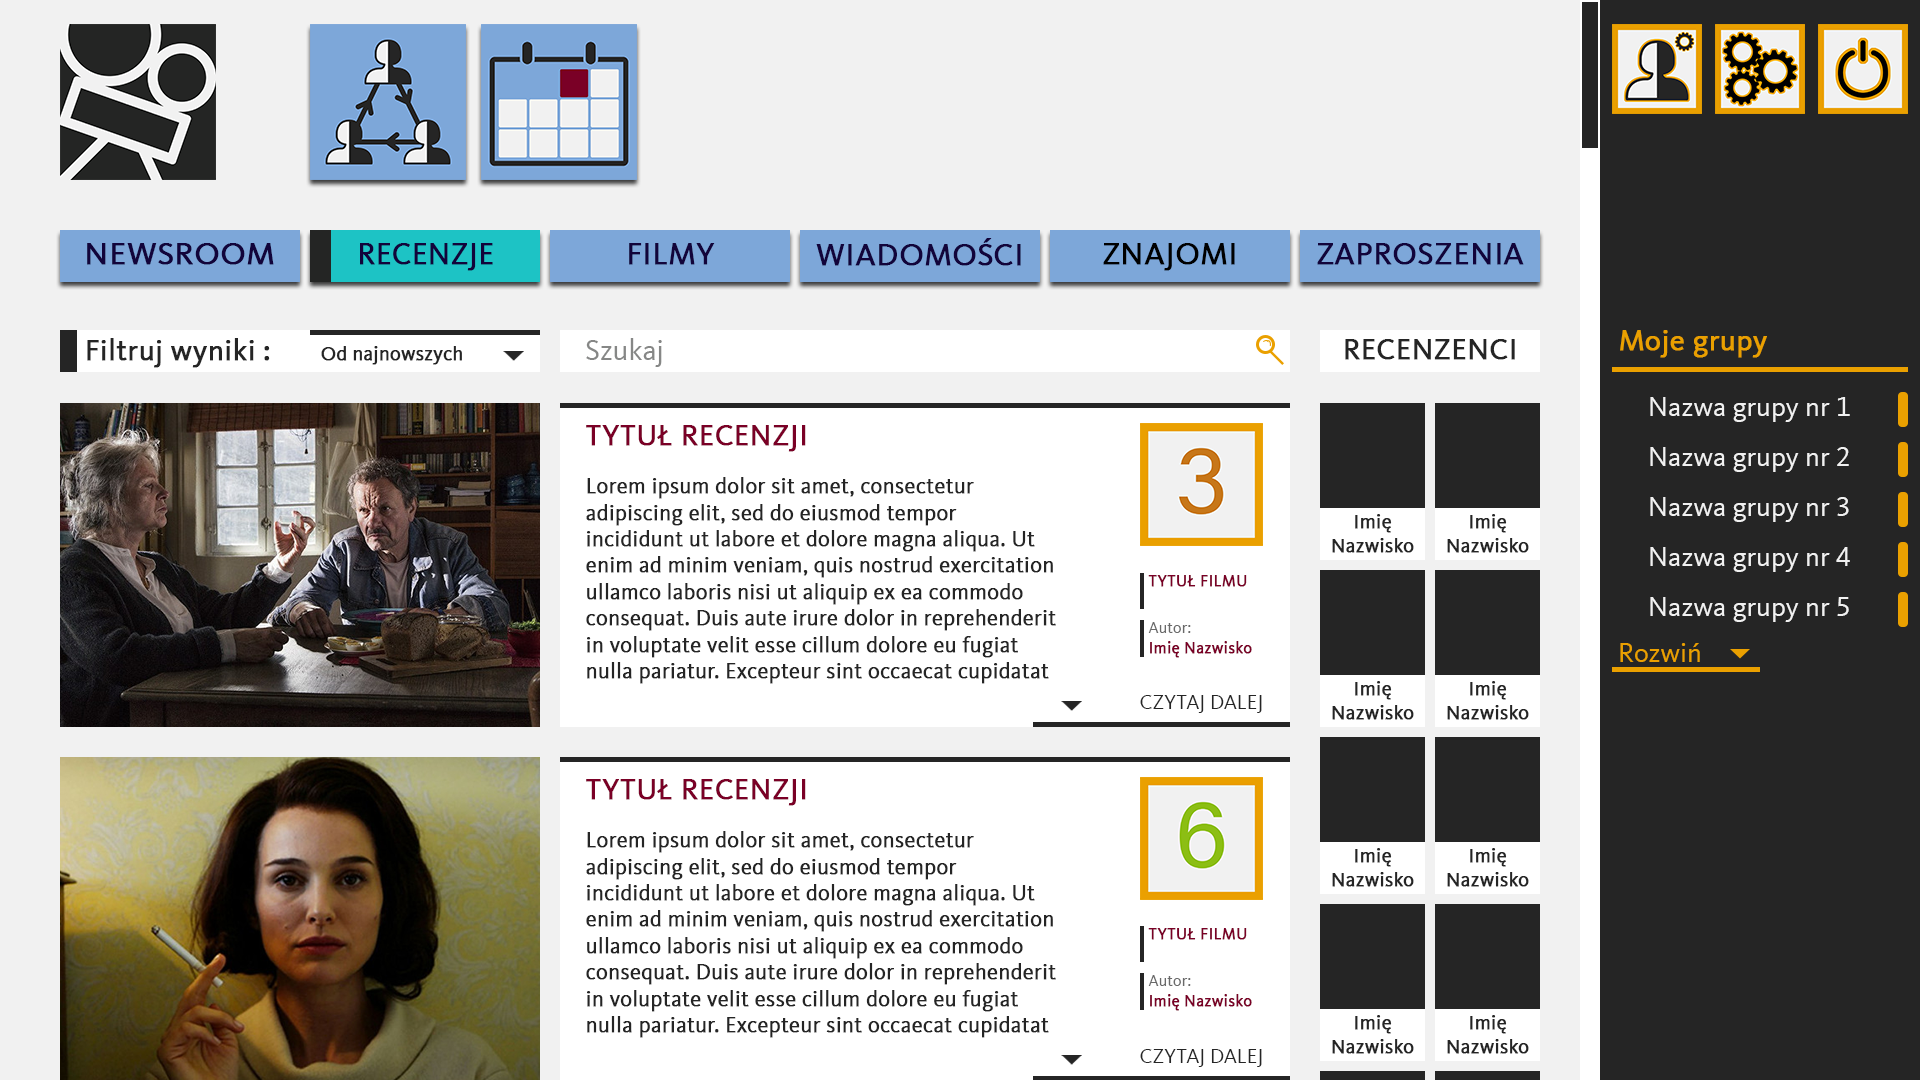 NEWSROOM
RECENZJE
FILMY
WIADOMOŚCI
ZNAJOMI
ZAPROSZENIA
Filtruj wyniki :
Od najnowszych
Szukaj
RECENZENCI
TYTUŁ RECENZJI
Lorem ipsum dolor sit amet, consectetur
adipiscing elit, sed do eiusmod tempor
incididunt ut labore et dolore magna aliqua. Ut
enim ad minim veniam, quis nostrud exercitation
ullamco laboris nisi ut aliquip ex ea commodo
consequat. Duis aute irure dolor in reprehenderit
in voluptate velit esse cillum dolore eu fugiat
nulla pariatur. Excepteur sint occaecat cupidatat
3
TYTUŁ FILMU
Autor:
Imię Nazwisko
CZYTAJ DALEJ
TYTUŁ RECENZJI
Lorem ipsum dolor sit amet, consectetur
adipiscing elit, sed do eiusmod tempor
incididunt ut labore et dolore magna aliqua. Ut
enim ad minim veniam, quis nostrud exercitation
ullamco laboris nisi ut aliquip ex ea commodo
consequat. Duis aute irure dolor in reprehenderit
in voluptate velit esse cillum dolore eu fugiat
nulla pariatur. Excepteur sint occaecat cupidatat
6
TYTUŁ FILMU
Autor:
Imię Nazwisko
CZYTAJ DALEJ
Imię
Nazwisko
Imię
Nazwisko
Imię
Nazwisko
Imię
Nazwisko
Imię
Nazwisko
Imię
Nazwisko
Imię
Nazwisko
Imię
Nazwisko
Moje grupy
Nazwa grupy nr 1
Nazwa grupy nr 2
Nazwa grupy nr 3
Nazwa grupy nr 4
Nazwa grupy nr 5
Rozwiń